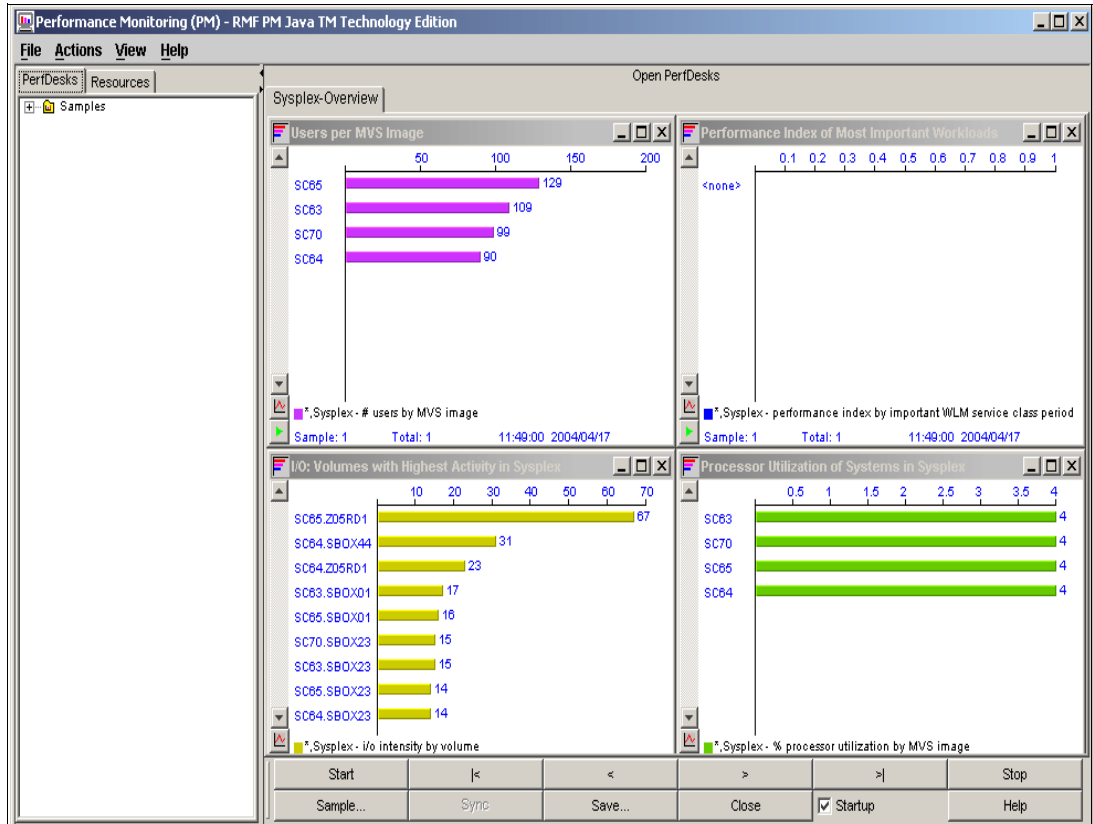 Performance Monitoring (PM) - RMF PM Java TM Technology Edition
File Actions View Help
PerfDesks Resources
Samples
Open PerfDesks
Sysplex-Overview
Users per MVS Image
50 100 150 200
SC65 129
SC63 109
SC70 99
SC64 90
*,Sysplex - # users by MVS image
Sample: 1 Total: 1 11:49:00 2004/04/17
Performance Index of Most Important Workloads
0.1 0.2 0.3 0.4 0.5 0.6 0.7 0.8 0.9 1
<none>
*,Sysplex - performance index by important WLM service class period
Sample: 1 Total: 1 11:49:00 2004/04/17
I/O: Volumes with Highest Activity in Sysplex
10 20 30 40 50 60 70
SC65.Z05RD1 67
SC64.SBOX44 31
SC64.Z05RD1 23
SC63.SBOX01 17
SC65.SBOX01 16
SC70.SBOX23 15
SC63.SBOX23 15
SC65.SBOX23 14
SC64.SBOX23 14
*,Sysplex - i/o intensity by volume
Processor Utilization of Systems in Sysplex
0.5 1 1.5 2 2.5 3 3.5 4
SC63 4
SC70 4
SC65 4
SC64 4
*,Sysplex - % processor utilization by MVS image
Start |< < > >| Stop
Sample... Sync Save... Close Startup Help